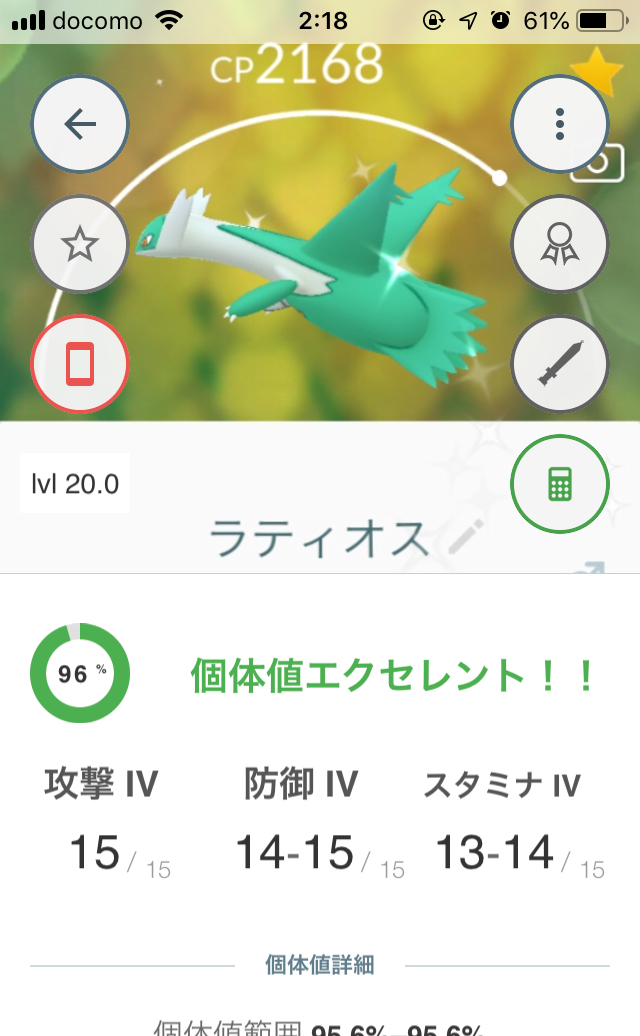 docomo 2:18 61%
CP2168
lvl 20.0
ラティオス
96 %
個体値エクセレント！！
攻撃 IV 防御 IV スタミナ IV
15 / 15 14-15 / 15 13-14 / 15
個体値詳細
個体値範囲 95.6%–95.6%